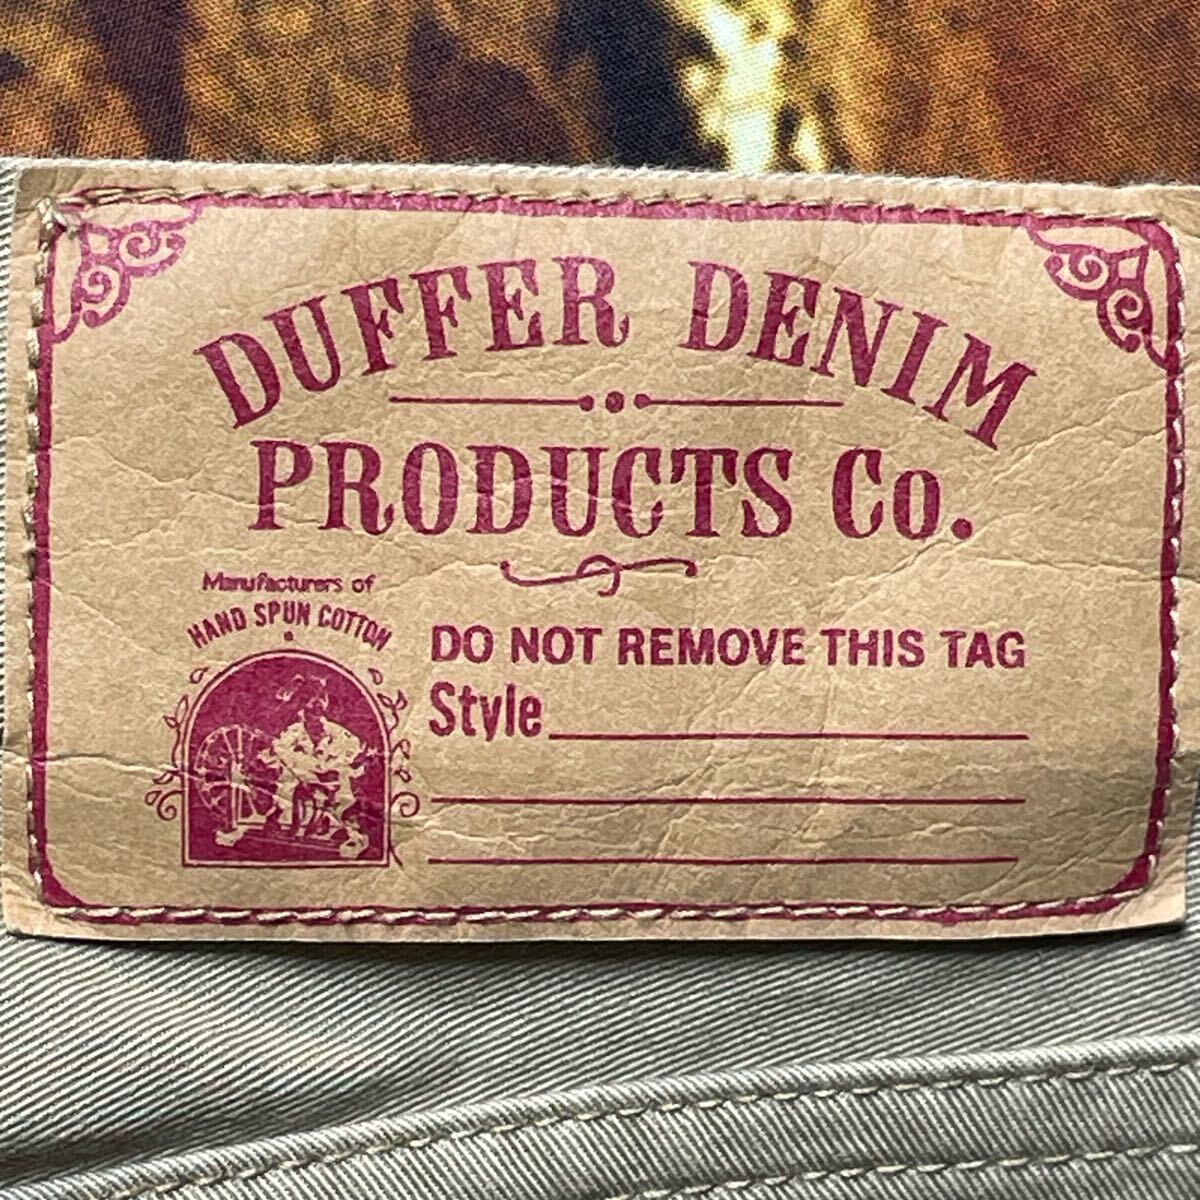 DUFFER DENIM
PRODUCTS Co.
Manufacturers of
HAND SPUN COTTON
DO NOT REMOVE THIS TAG
Style